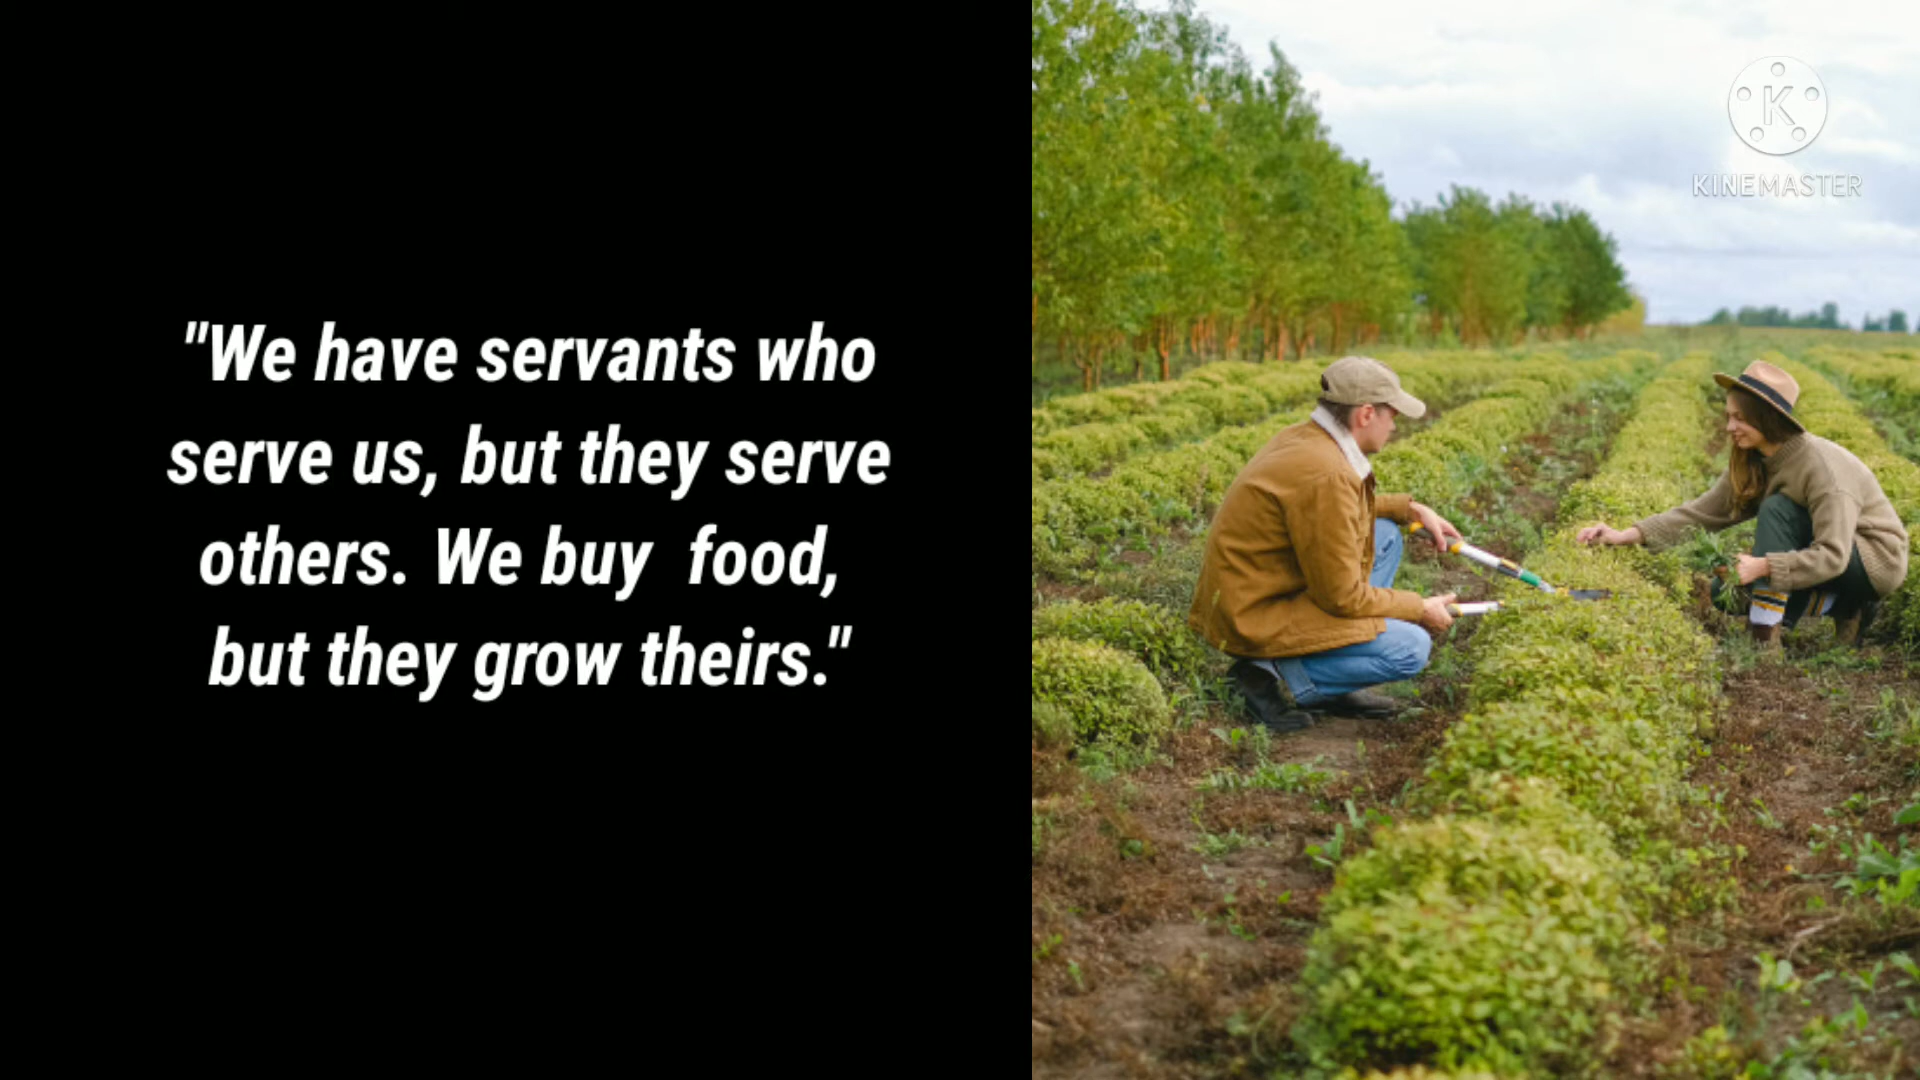 "We have servants who
serve us, but they serve
others. We buy  food,
but they grow theirs."
K
KINEMASTER